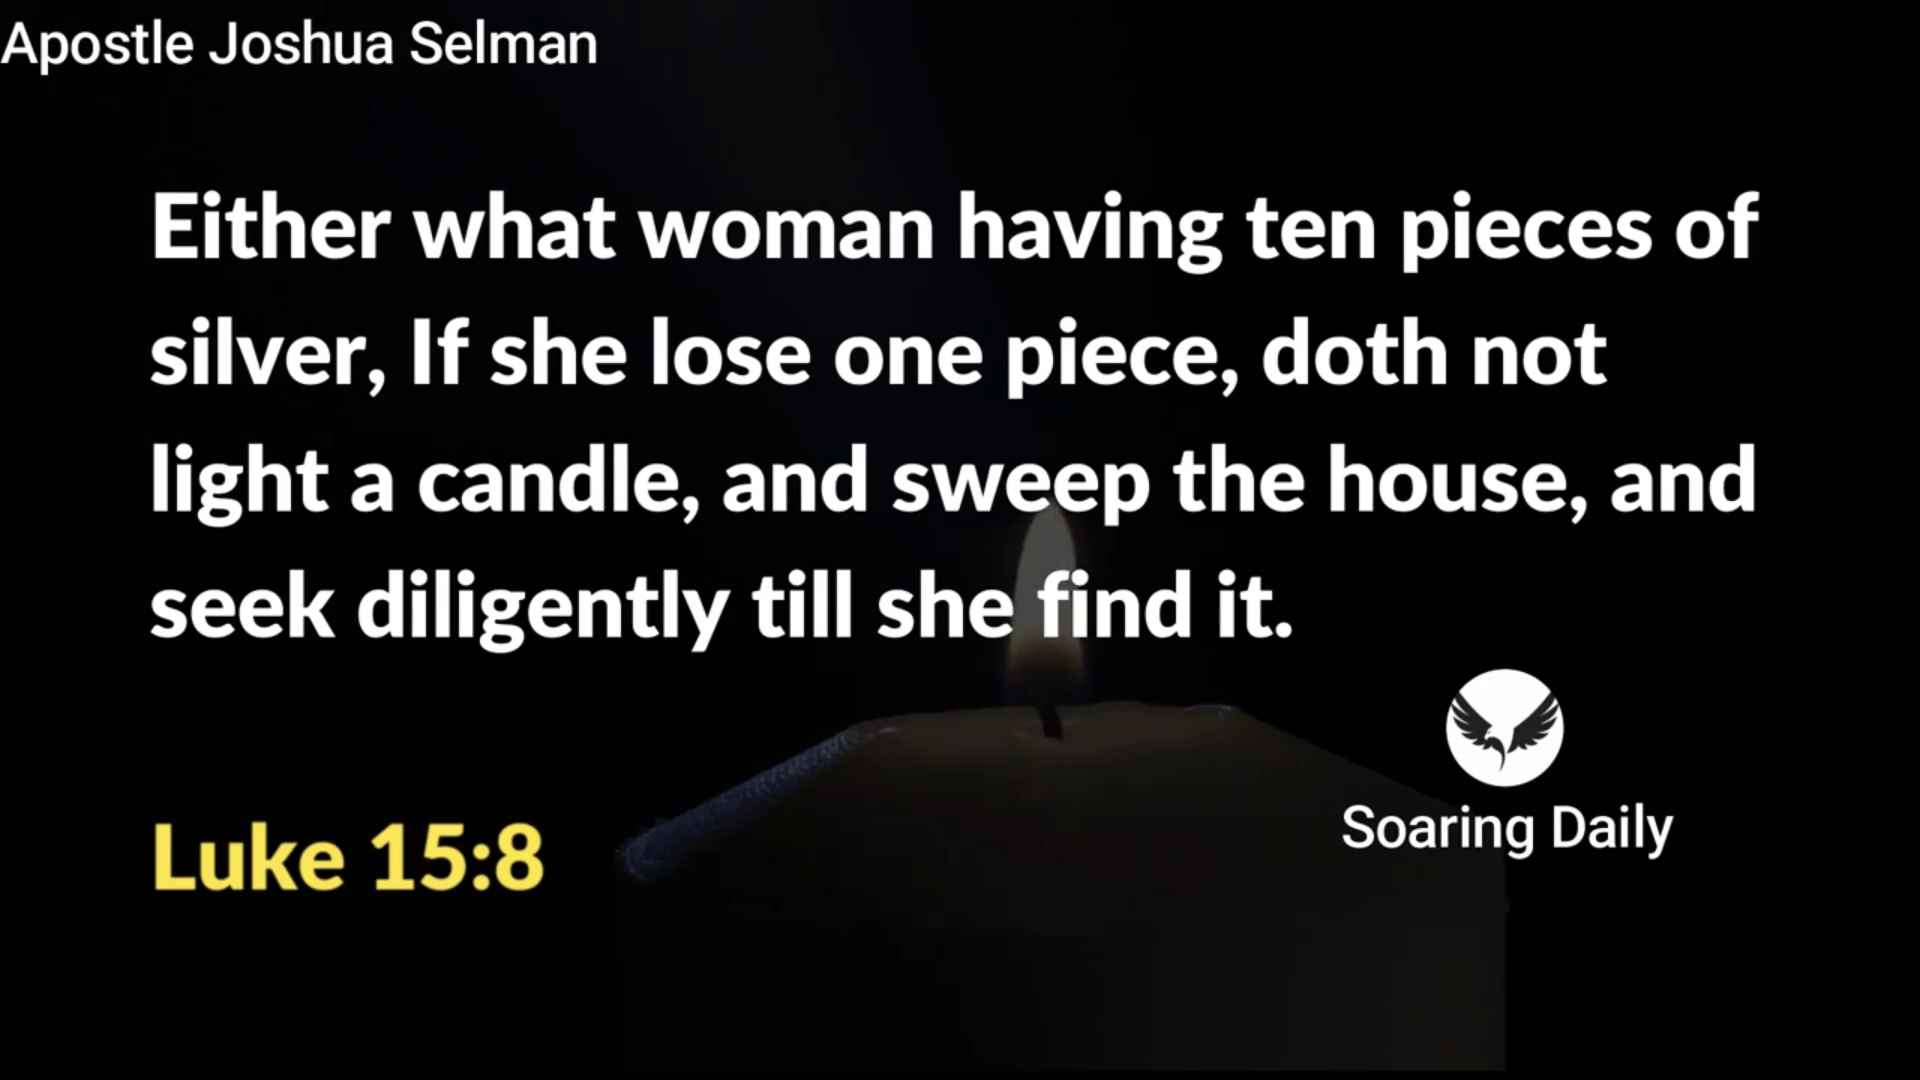 Apostle Joshua Selman
Either what woman having ten pieces of
silver, If she lose one piece, doth not
light a candle, and sweep the house, and
seek diligently till she find it.
Luke 15:8
Soaring Daily